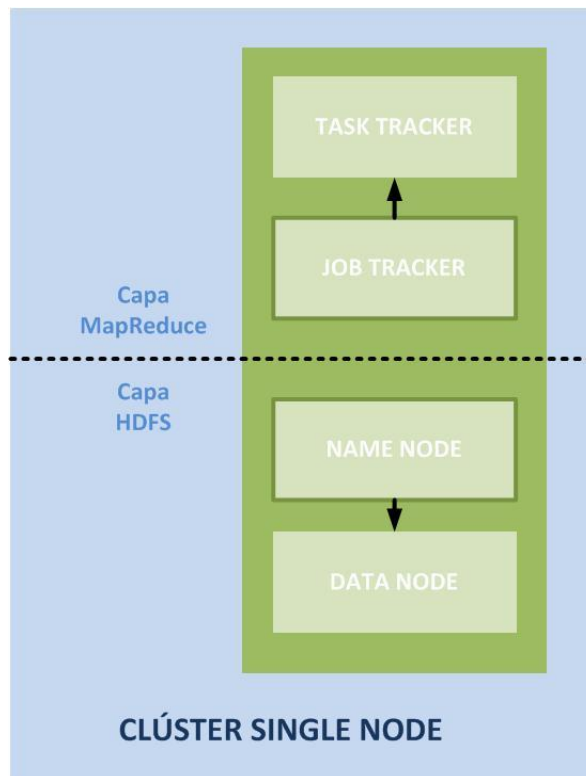 TASK TRACKER
JOB TRACKER
Capa
MapReduce
Capa
HDFS
NAME NODE
DATA NODE
CLÚSTER SINGLE NODE